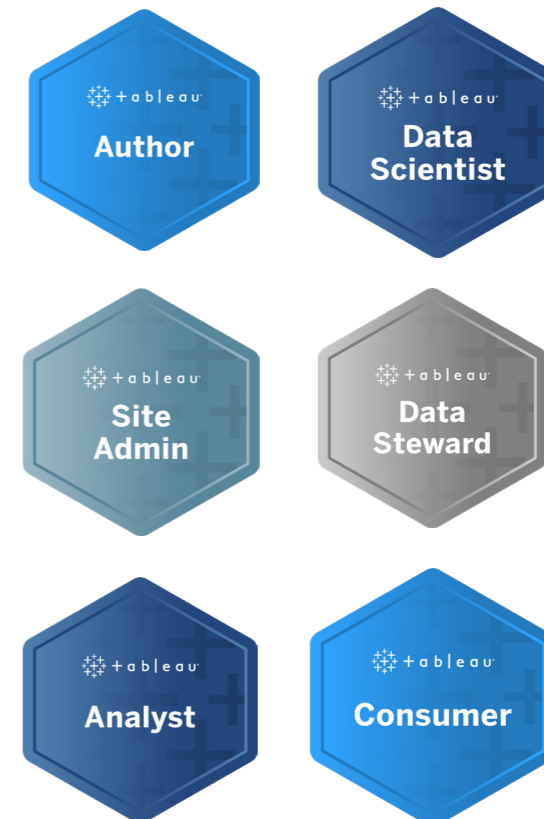 + a b l e a u
Author
+ a b l e a u
Data
Scientist
+ a b l e a u
Site
Admin
+ a b l e a u
Data
Steward
+ a b l e a u
Analyst
+ a b l e a u
Consumer